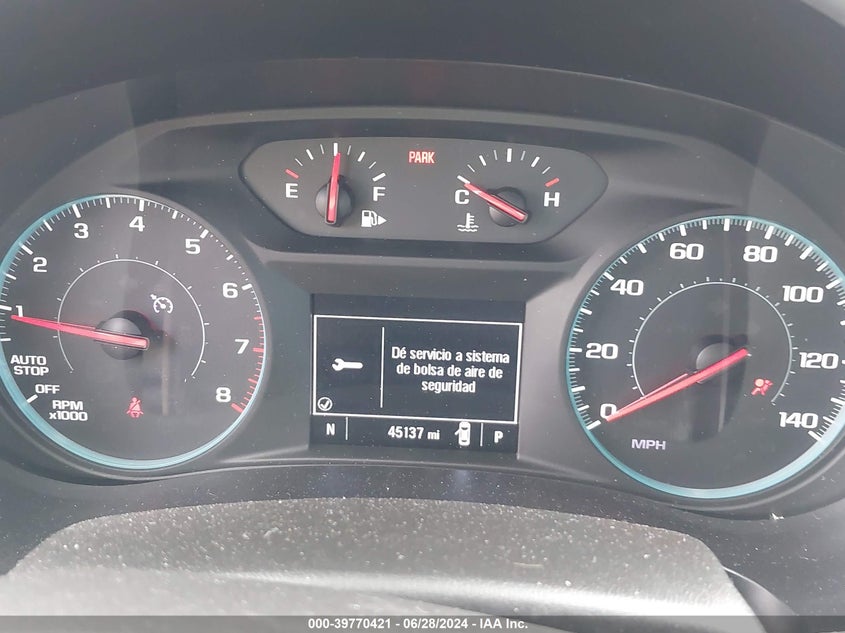 PARK
E F
C H
1 2 3 4 5 6 7 8
AUTO
STOP
OFF
RPM
x1000
Dé servicio a sistema
de bolsa de aire de
seguridad
N 45137 mi P
0 20 40 60 80 100 120 140
MPH
000-39770421 - 06/28/2024 - IAA Inc.